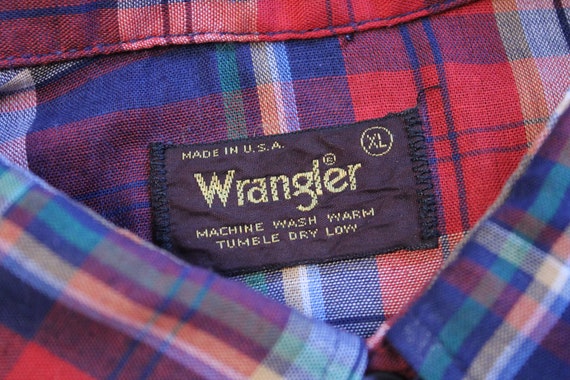 MADE IN U.S.A.
XL
Wrangler®
MACHINE WASH WARM
TUMBLE DRY LOW